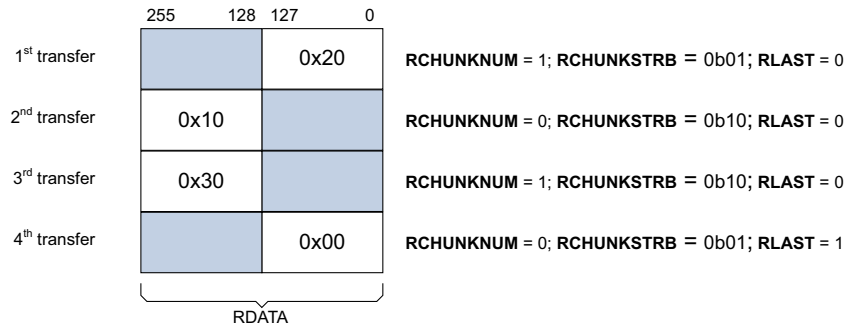 255 128 127 0
1st transfer 0x20 RCHUNKNUM = 1; RCHUNKSTRB = 0b01; RLAST = 0
2nd transfer 0x10 RCHUNKNUM = 0; RCHUNKSTRB = 0b10; RLAST = 0
3rd transfer 0x30 RCHUNKNUM = 1; RCHUNKSTRB = 0b10; RLAST = 0
4th transfer 0x00 RCHUNKNUM = 0; RCHUNKSTRB = 0b01; RLAST = 1
RDATA